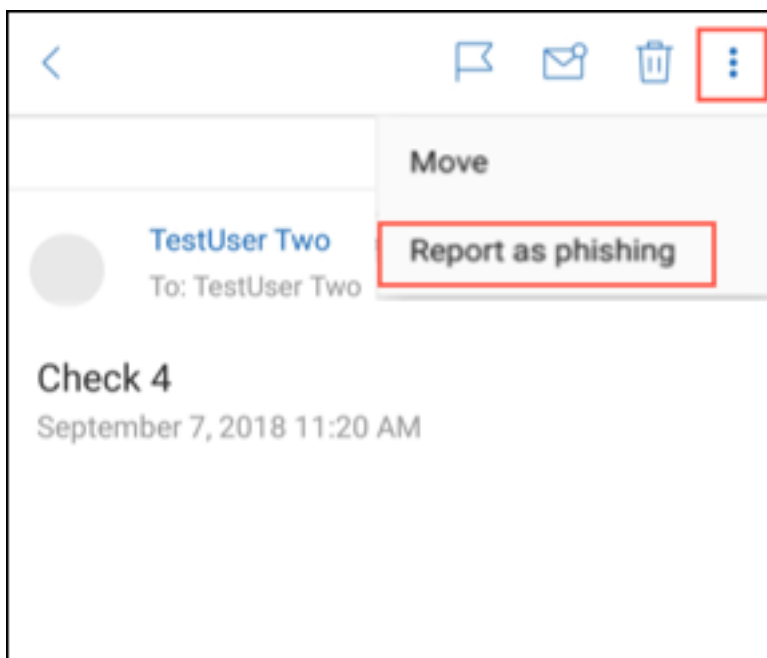 Move
TestUser Two
Report as phishing
To: TestUser Two
Check 4
September 7, 2018 11:20 AM